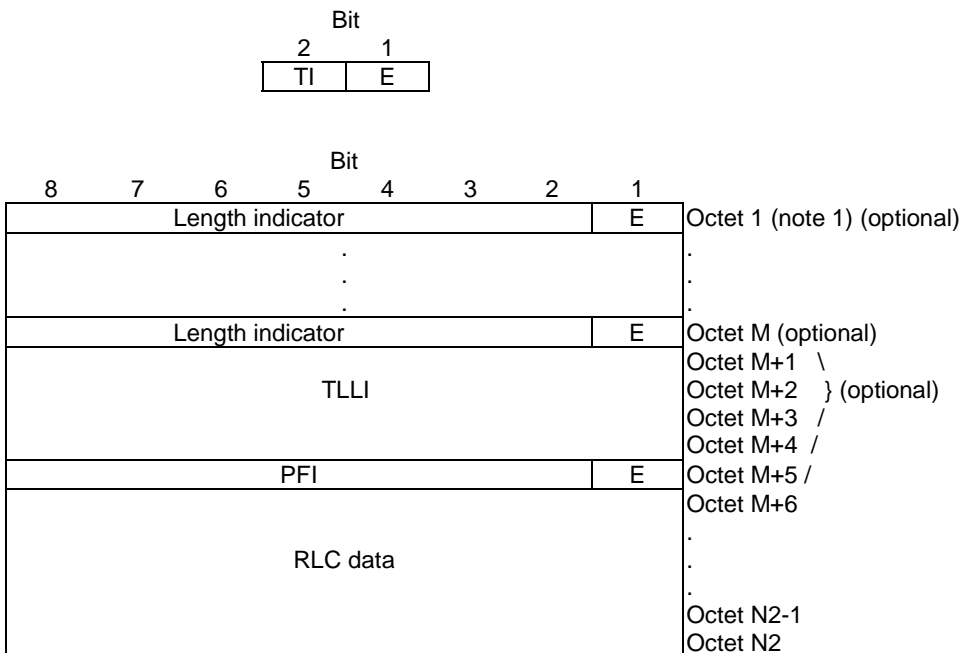 Bit
2 1
TI E
Bit
8 7 6 5 4 3 2 1
Length indicator E Octet 1 (note 1) (optional)
. .
. .
. .
Length indicator E Octet M (optional)
Octet M+1 \
TLLI Octet M+2 } (optional)
Octet M+3 /
Octet M+4 /
PFI E Octet M+5 /
Octet M+6
.
RLC data .
.
Octet N2-1
Octet N2